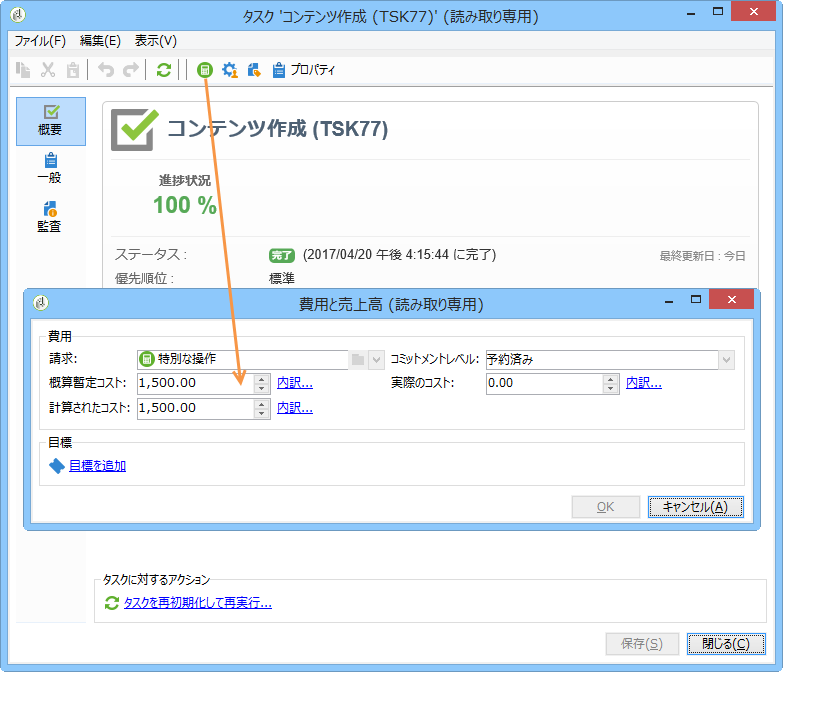 タスク 'コンテンツ作成 (TSK77)' (読み取り専用)
ファイル(F) 編集(E) 表示(V)
プロパティ
概要
一般
監査
コンテンツ作成 (TSK77)
進捗状況
100 %
ステータス : 完了 (2017/04/20 午後 4:15:44 に完了) 最終更新日 : 今日
優先順位 : 標準
費用と売上高 (読み取り専用)
費用
請求: 特別な操作 コミットメントレベル: 予約済み
概算暫定コスト: 1,500.00 内訳... 実際のコスト: 0.00 内訳...
計算されたコスト: 1,500.00 内訳...
目標
目標を追加
OK キャンセル(A)
タスクに対するアクション
タスクを再初期化して再実行...
保存(S) 閉じる(C)